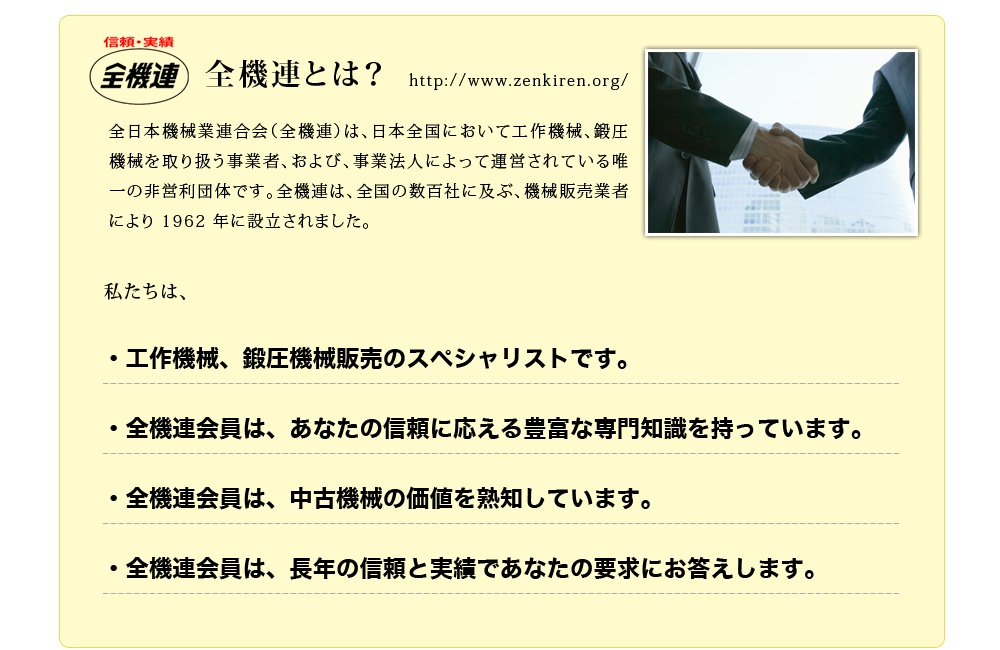 信頼・実績
全機連
全機連とは？ http://www.zenkiren.org/
全日本機械業連合会（全機連）は、日本全国において工作機械、鍛圧
機械を取り扱う事業者、および、事業法人によって運営されている唯
一の非営利団体です。全機連は、全国の数百社に及ぶ、機械販売業者
により 1962 年に設立されました。
私たちは、
・工作機械、鍛圧機械販売のスペシャリストです。
・全機連会員は、あなたの信頼に応える豊富な専門知識を持っています。
・全機連会員は、中古機械の価値を熟知しています。
・全機連会員は、長年の信頼と実績であなたの要求にお答えします。